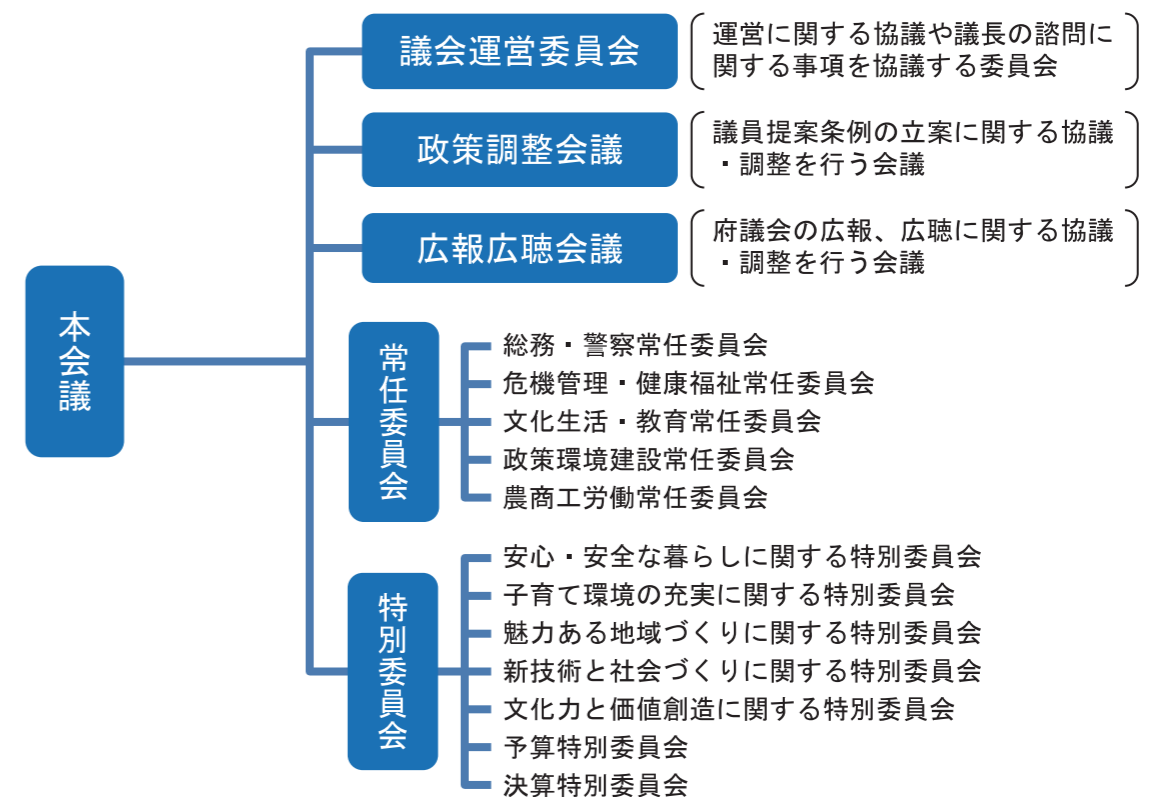 本会議
議会運営委員会
運営に関する協議や議長の諮問に
関する事項を協議する委員会
政策調整会議
議員提案条例の立案に関する協議
・調整を行う会議
広報広聴会議
府議会の広報、広聴に関する協議
・調整を行う会議
常任委員会
総務・警察常任委員会
危機管理・健康福祉常任委員会
文化生活・教育常任委員会
政策環境建設常任委員会
農商工労働常任委員会
特別委員会
安心・安全な暮らしに関する特別委員会
子育て環境の充実に関する特別委員会
魅力ある地域づくりに関する特別委員会
新技術と社会づくりに関する特別委員会
文化力と価値創造に関する特別委員会
予算特別委員会
決算特別委員会